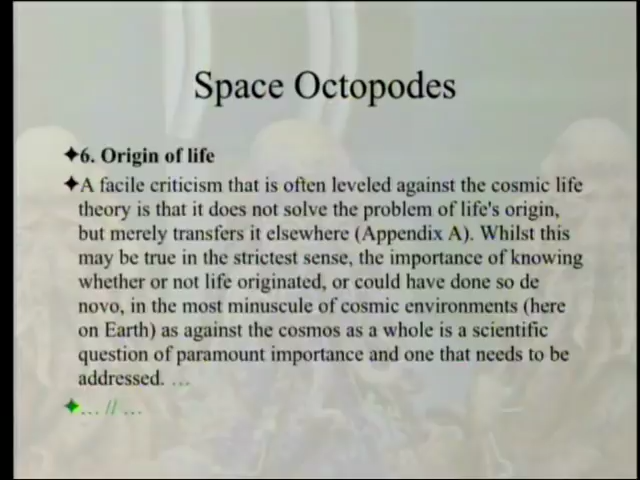 Space Octopodes
✦6. Origin of life
✦A facile criticism that is often leveled against the cosmic life
theory is that it does not solve the problem of life's origin,
but merely transfers it elsewhere (Appendix A). Whilst this
may be true in the strictest sense, the importance of knowing
whether or not life originated, or could have done so de
novo, in the most minuscule of cosmic environments (here
on Earth) as against the cosmos as a whole is a scientific
question of paramount importance and one that needs to be
addressed. …
✦… // …